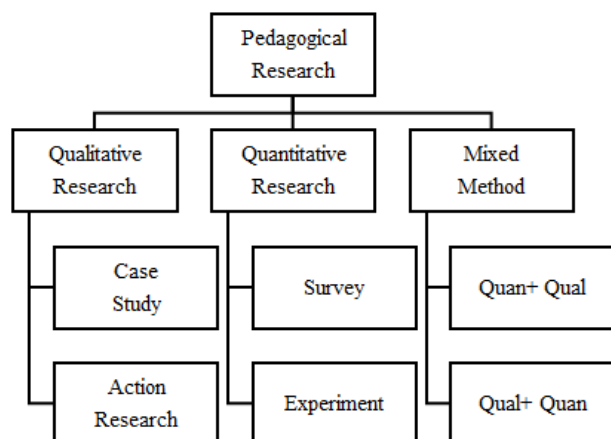 Pedagogical
Research
Qualitative
Research
Quantitative
Research
Mixed
Method
Case
Study
Survey
Quan+ Qual
Action
Research
Experiment
Qual+ Quan